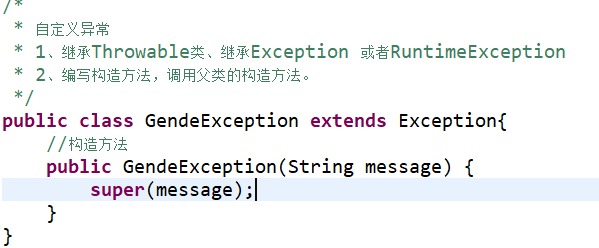 /*
 * 自定义异常
 * 1、继承Throwable类、继承Exception 或者RuntimeException
 * 2、编写构造方法，调用父类的构造方法。
 */
public class GendeException extends Exception{
    //构造方法
    public GendeException(String message) {
        super(message);
    }
}